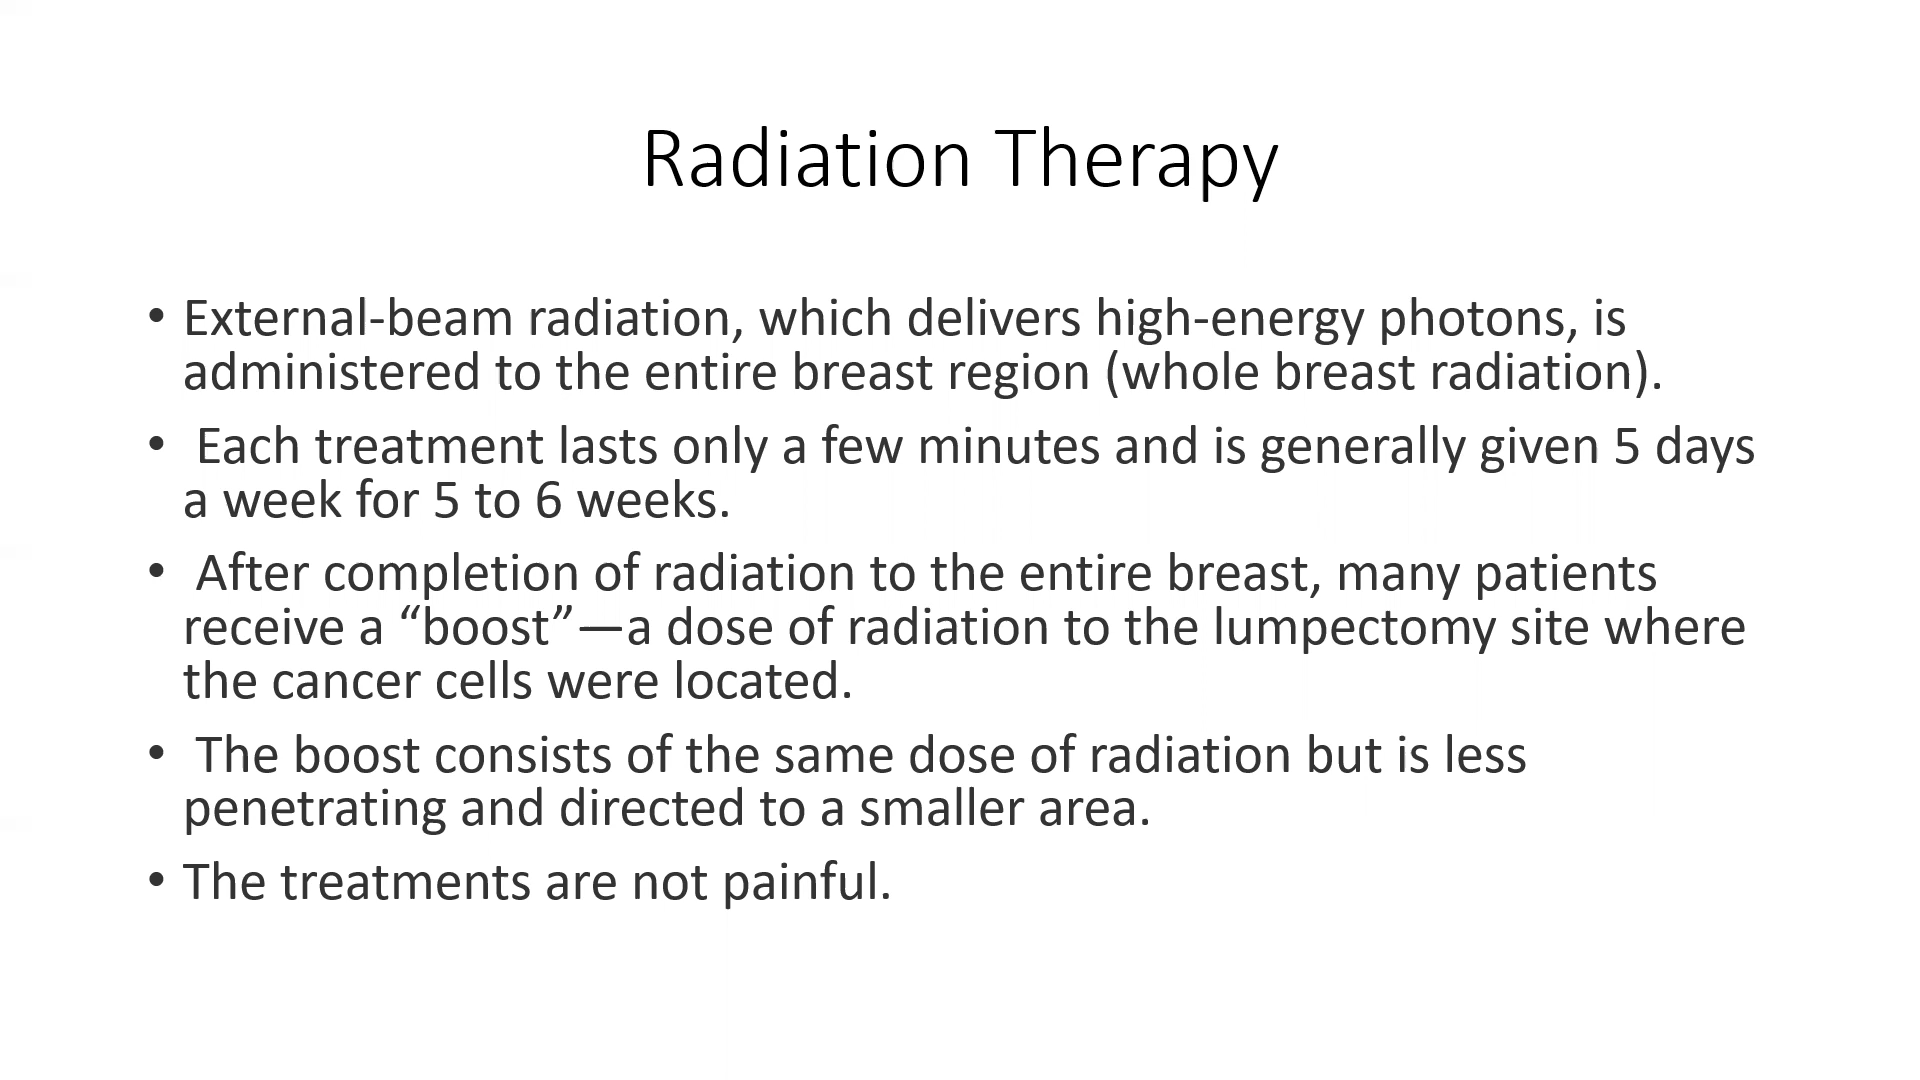 Radiation Therapy
• External-beam radiation, which delivers high-energy photons, is
administered to the entire breast region (whole breast radiation).
• Each treatment lasts only a few minutes and is generally given 5 days
a week for 5 to 6 weeks.
• After completion of radiation to the entire breast, many patients
receive a “boost”—a dose of radiation to the lumpectomy site where
the cancer cells were located.
• The boost consists of the same dose of radiation but is less
penetrating and directed to a smaller area.
• The treatments are not painful.